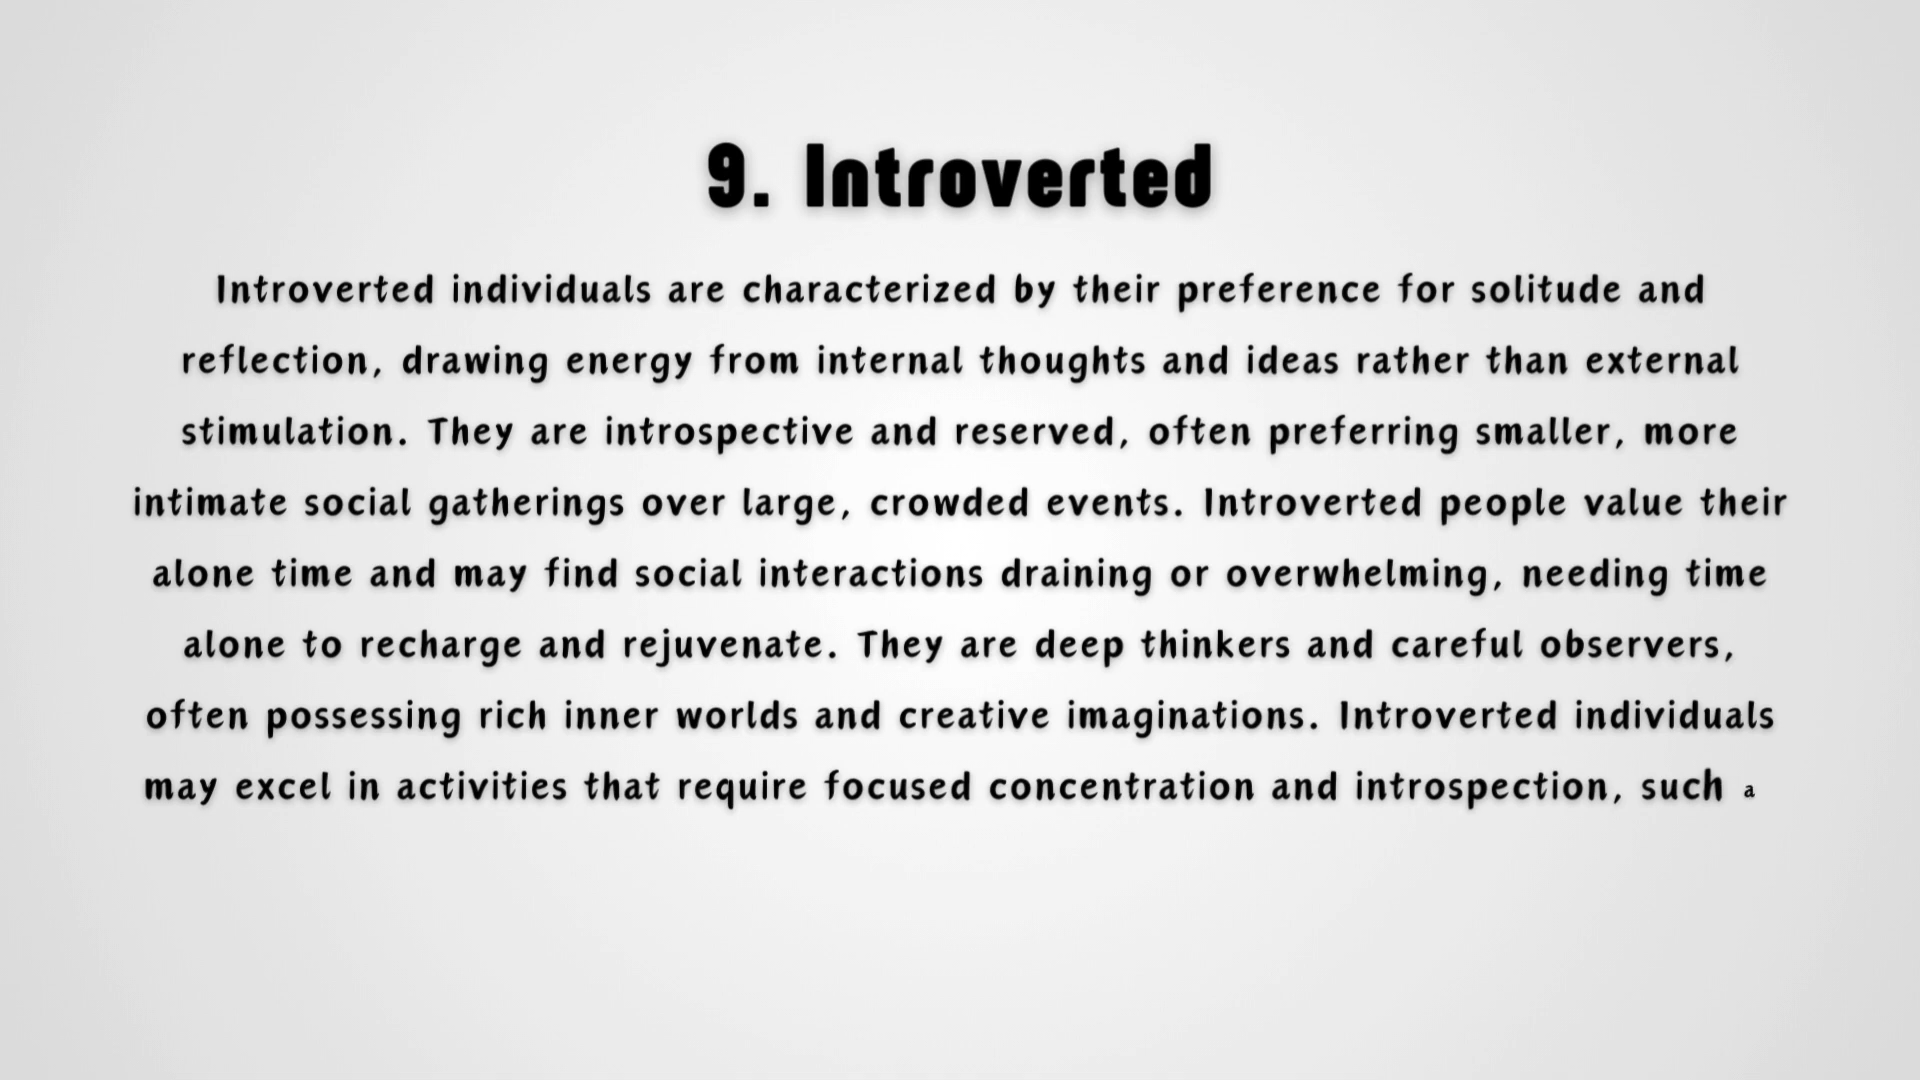 9. Introverted
Introverted individuals are characterized by their preference for solitude and
reflection, drawing energy from internal thoughts and ideas rather than external
stimulation. They are introspective and reserved, often preferring smaller, more
intimate social gatherings over large, crowded events. Introverted people value their
alone time and may find social interactions draining or overwhelming, needing time
alone to recharge and rejuvenate. They are deep thinkers and careful observers,
often possessing rich inner worlds and creative imaginations. Introverted individuals
may excel in activities that require focused concentration and introspection, such a